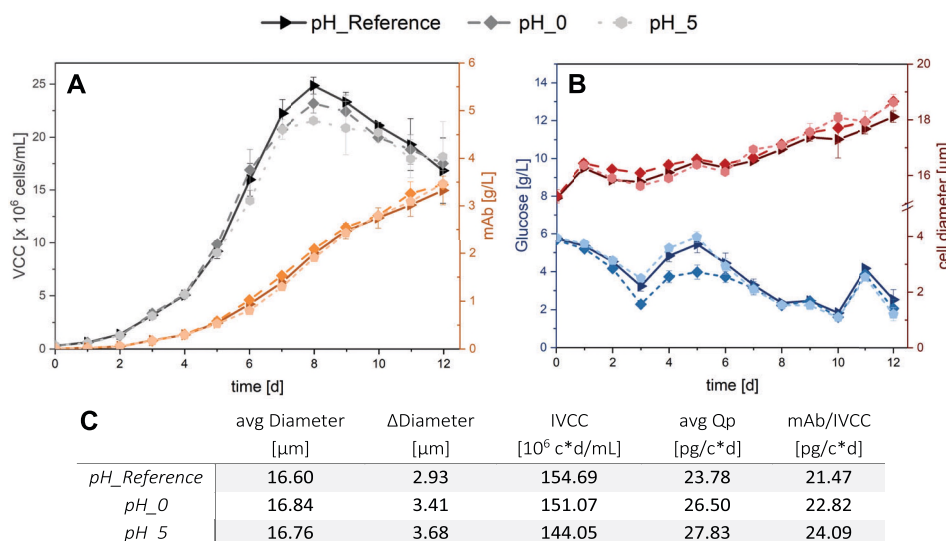 pH_Reference pH_0 pH_5
A
VCC [x 10⁶ cells/mL]
25
20
15
10
5
0
0 2 4 6 8 10 12
time [d]
6
5
4
3
2
1
0
mAb [g/L]
B
Glucose [g/L]
14
12
10
8
6
4
2
0
0 2 4 6 8 10 12
time [d]
20
18
16
4
2
0
cell diameter [µm]
C
avg Diameter ΔDiameter IVCC avg Qp mAb/IVCC
[µm] [µm] [10⁶ c*d/mL] [pg/c*d] [pg/c*d]
pH_Reference 16.60 2.93 154.69 23.78 21.47
pH_0 16.84 3.41 151.07 26.50 22.82
pH_5 16.76 3.68 144.05 27.83 24.09